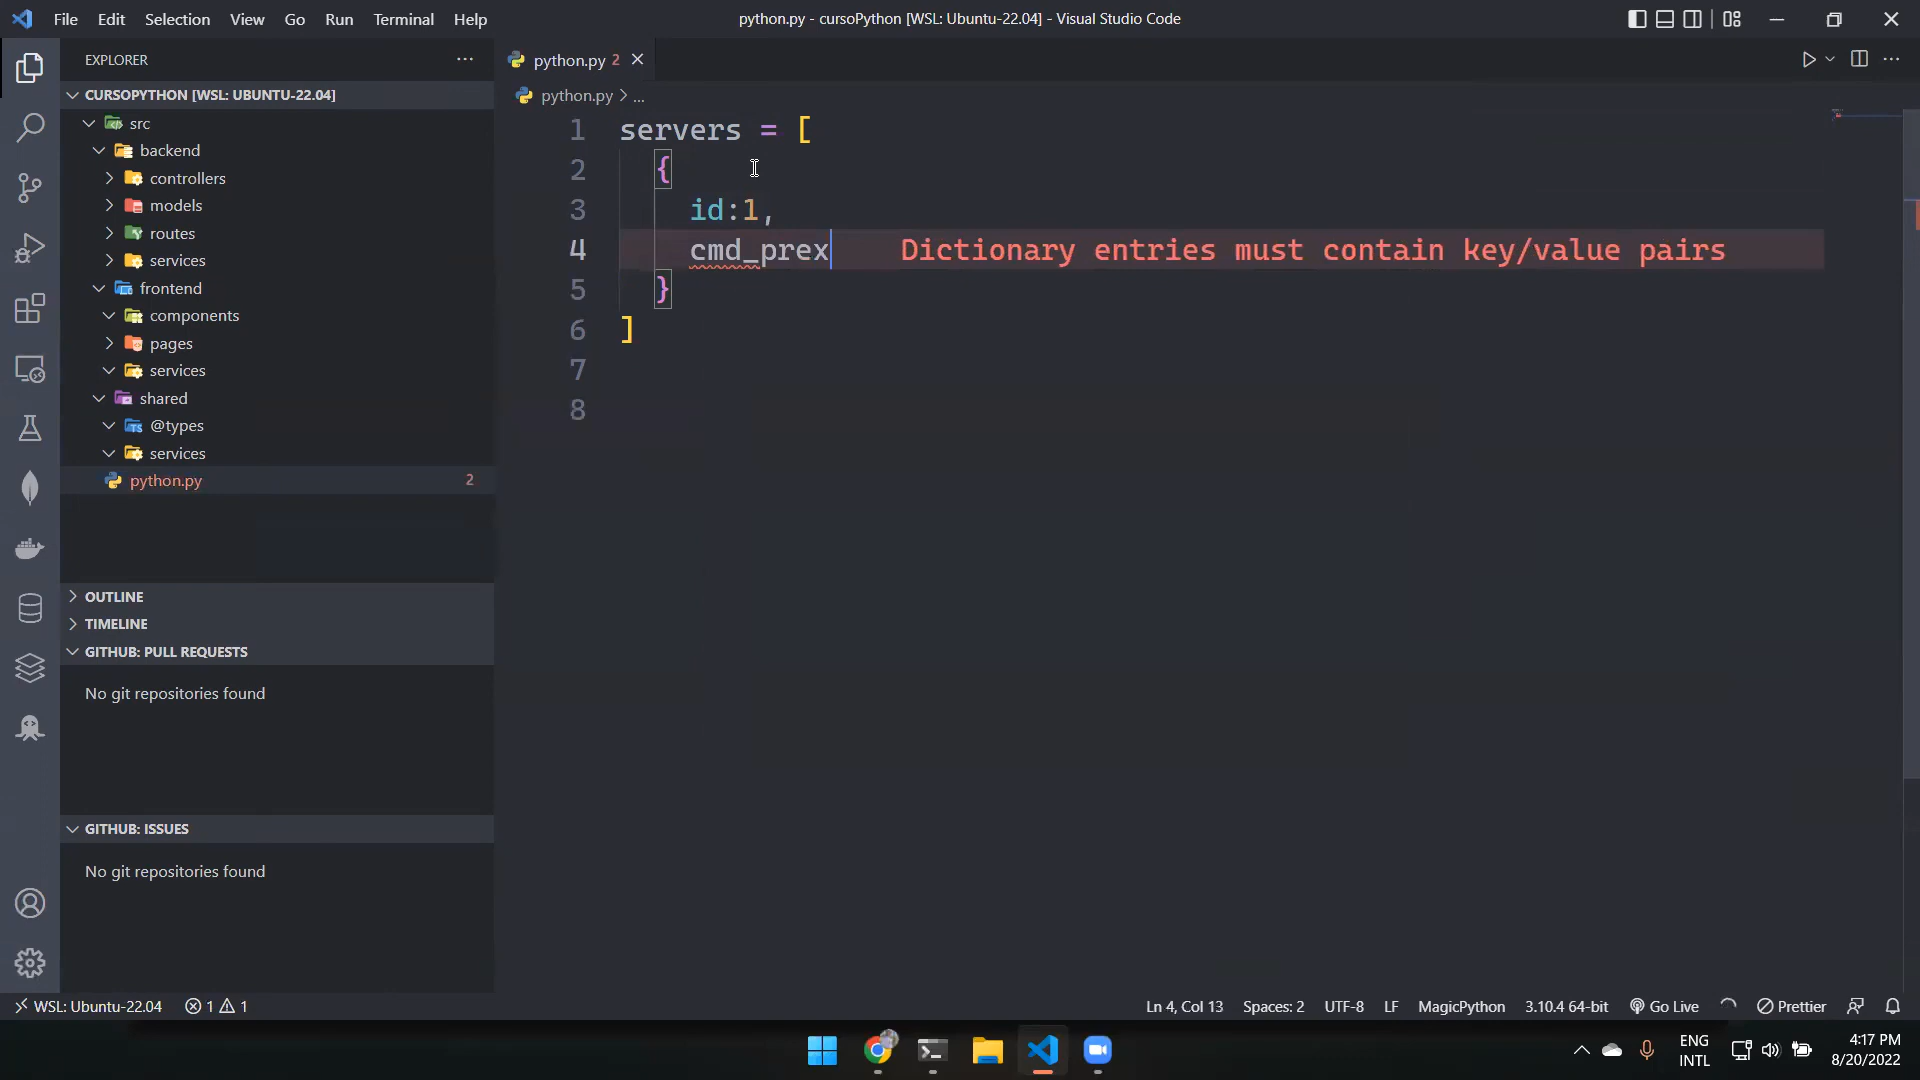 File Edit Selection View Go Run Terminal Help
python.py - cursoPython [WSL: Ubuntu-22.04] - Visual Studio Code
EXPLORER
CURSOPYTHON [WSL: UBUNTU-22.04]
src
backend
controllers
models
routes
services
frontend
components
pages
services
shared
@types
services
python.py 2
OUTLINE
TIMELINE
GITHUB: PULL REQUESTS
No git repositories found
GITHUB: ISSUES
No git repositories found
python.py 2
python.py > ...
1 servers = [
2 {
3 id:1,
4 cmd_prex Dictionary entries must contain key/value pairs
5 }
6 ]
7
8
WSL: Ubuntu-22.04 1 1 Ln 4, Col 13 Spaces: 2 UTF-8 LF MagicPython 3.10.4 64-bit Go Live Prettier
ENG
INTL
4:17 PM
8/20/2022